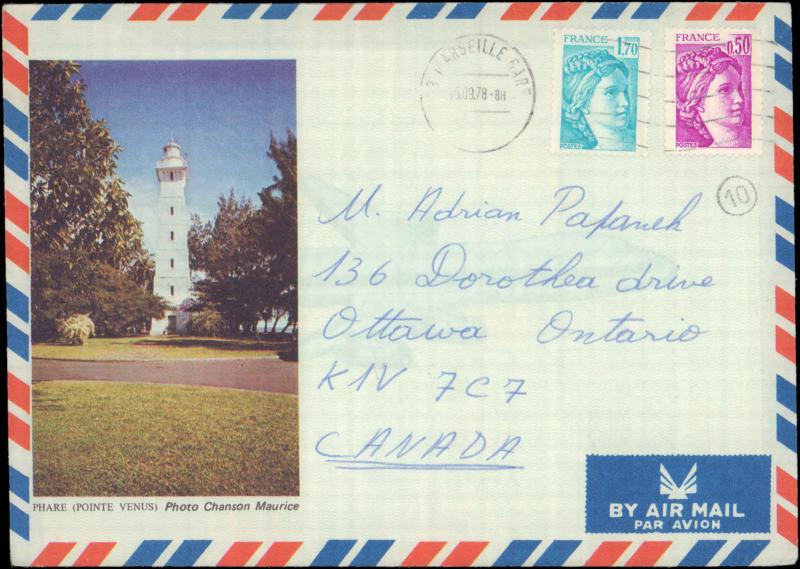 13 MARSEILLE GARE
15.09.78-8H
FRANCE
1,70
POSTES
FRANCE
0,50
POSTES
10
M. Adrian Papanek
136 Dorothea drive
Ottawa Ontario
K1V 7C7
CANADA
PHARE (POINTE VENUS) Photo Chanson Maurice
BY AIR MAIL
PAR AVION